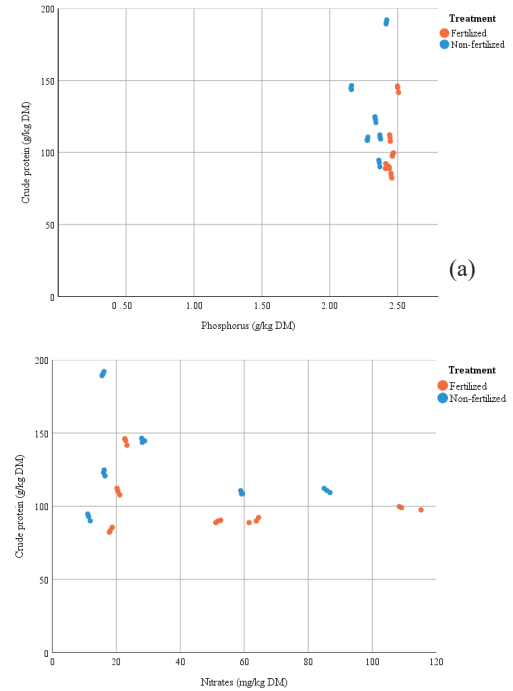 200
Treatment
Fertilized
Non-fertilized
150
Crude protein (g/kg DM)
100
50
(a)
0
0 .50 1.00 1.50 2.00 2.50
Phosphorus (g/kg DM)
200
Treatment
Fertilized
Non-fertilized
150
Crude protein (g/kg DM)
100
50
0
0 20 40 60 80 100 120
Nitrates (mg/kg DM)